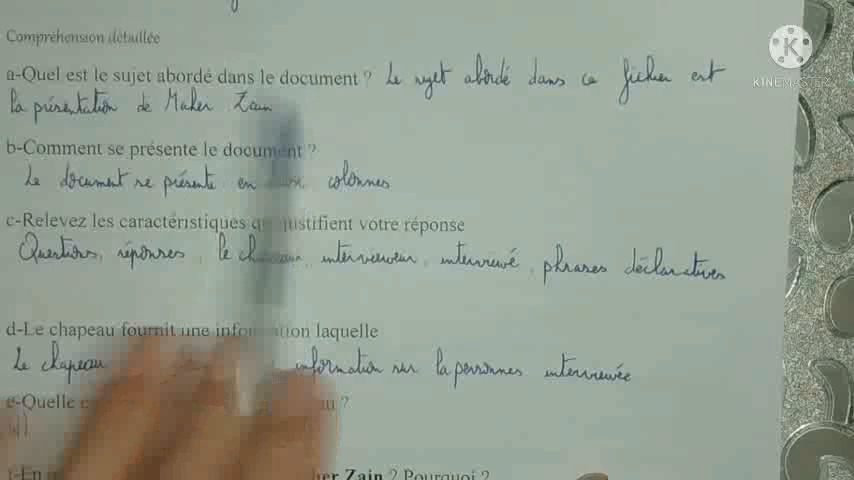 K
KINEMASTER
Compréhension détaillée
a-Quel est le sujet abordé dans le document ? Le sujet abordé dans ce fichier est
la présentation de Maher Zain
b-Comment se présente le document ?
Le document se présente en colonnes
c-Relevez les caractéristiques qui justifient votre réponse
Questions, réponses, le chapeau, intervieweur, interviewé, phrases déclaratives
d-Le chapeau fournit une information laquelle
Le chapeau information sur la personnes interviewée
e-Quelle ?
f-En Zain ? Pourquoi ?